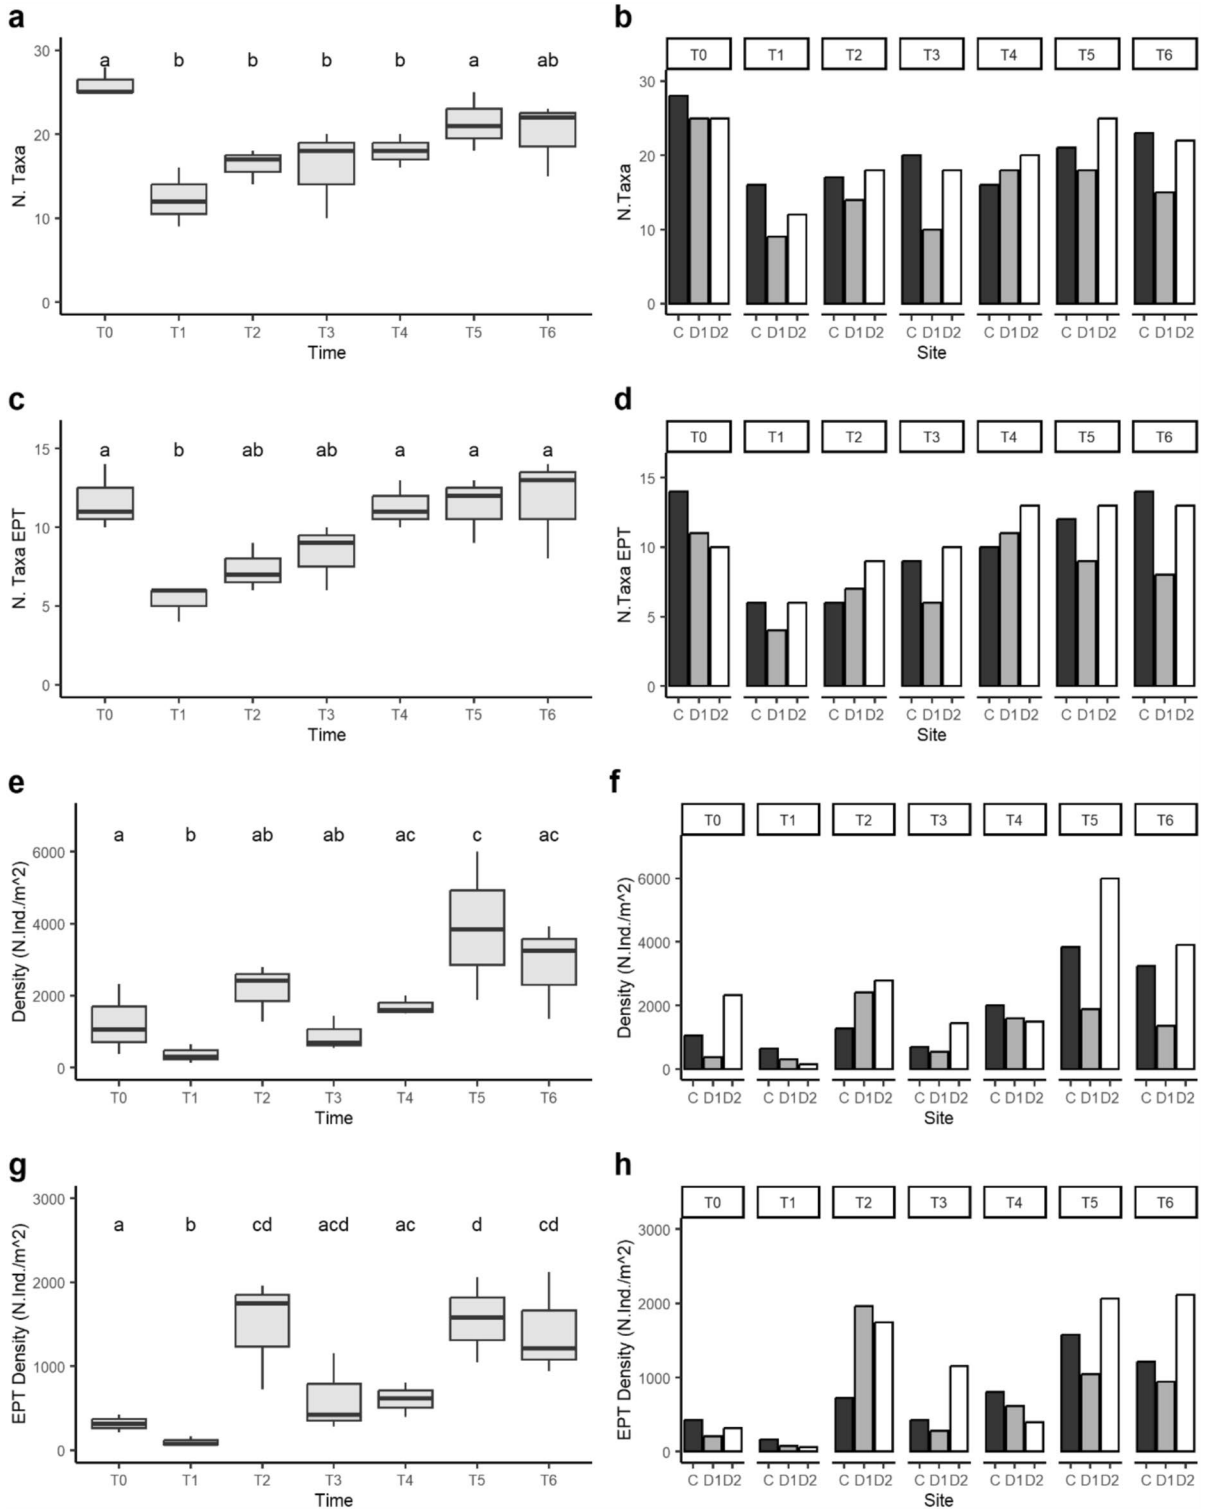 a
30
20
10
0
N. Taxa
a b b b b a ab
T0 T1 T2 T3 T4 T5 T6
Time
b
T0 T1 T2 T3 T4 T5 T6
30
20
10
0
N.Taxa
C D1D2 C D1D2 C D1D2 C D1D2 C D1D2 C D1D2 C D1D2
Site
c
15
10
5
0
N. Taxa EPT
a b ab ab a a a
T0 T1 T2 T3 T4 T5 T6
Time
d
T0 T1 T2 T3 T4 T5 T6
15
10
5
0
N.Taxa EPT
C D1D2 C D1D2 C D1D2 C D1D2 C D1D2 C D1D2 C D1D2
Site
e
6000
4000
2000
0
Density (N.Ind./m^2)
a b ab ab ac c ac
T0 T1 T2 T3 T4 T5 T6
Time
f
T0 T1 T2 T3 T4 T5 T6
6000
4000
2000
0
Density (N.Ind./m^2)
C D1D2 C D1D2 C D1D2 C D1D2 C D1D2 C D1D2 C D1D2
Site
g
3000
2000
1000
0
EPT Density (N.Ind./m^2)
a b cd acd ac d cd
T0 T1 T2 T3 T4 T5 T6
Time
h
T0 T1 T2 T3 T4 T5 T6
3000
2000
1000
0
EPT Density (N.Ind./m^2)
C D1D2 C D1D2 C D1D2 C D1D2 C D1D2 C D1D2 C D1D2
Site